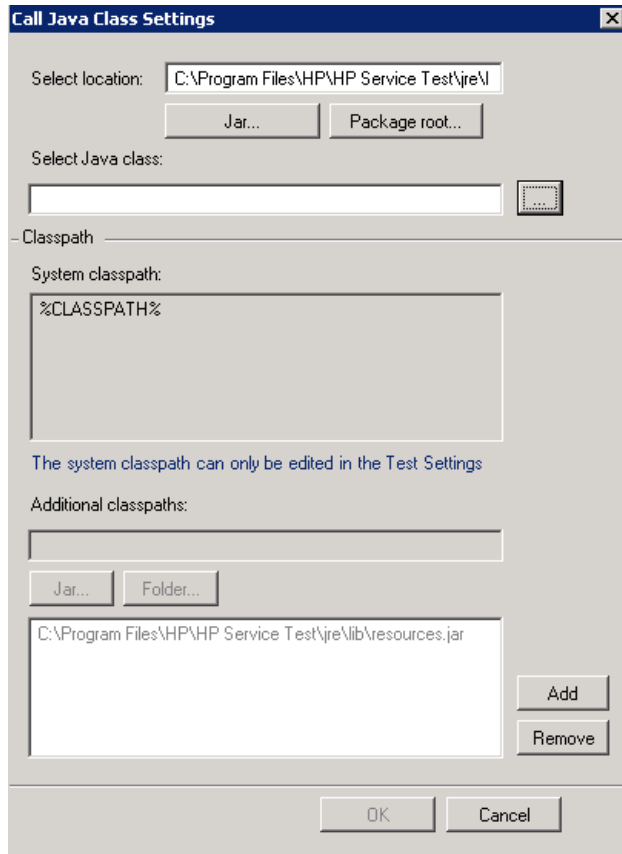 Call Java Class Settings
Select location: C:\Program Files\HP\HP Service Test\jre\l
Jar... Package root...
Select Java class:
...
Classpath
System classpath:
%CLASSPATH%
The system classpath can only be edited in the Test Settings
Additional classpaths:
Jar... Folder...
C:\Program Files\HP\HP Service Test\jre\lib\resources.jar
Add
Remove
OK Cancel